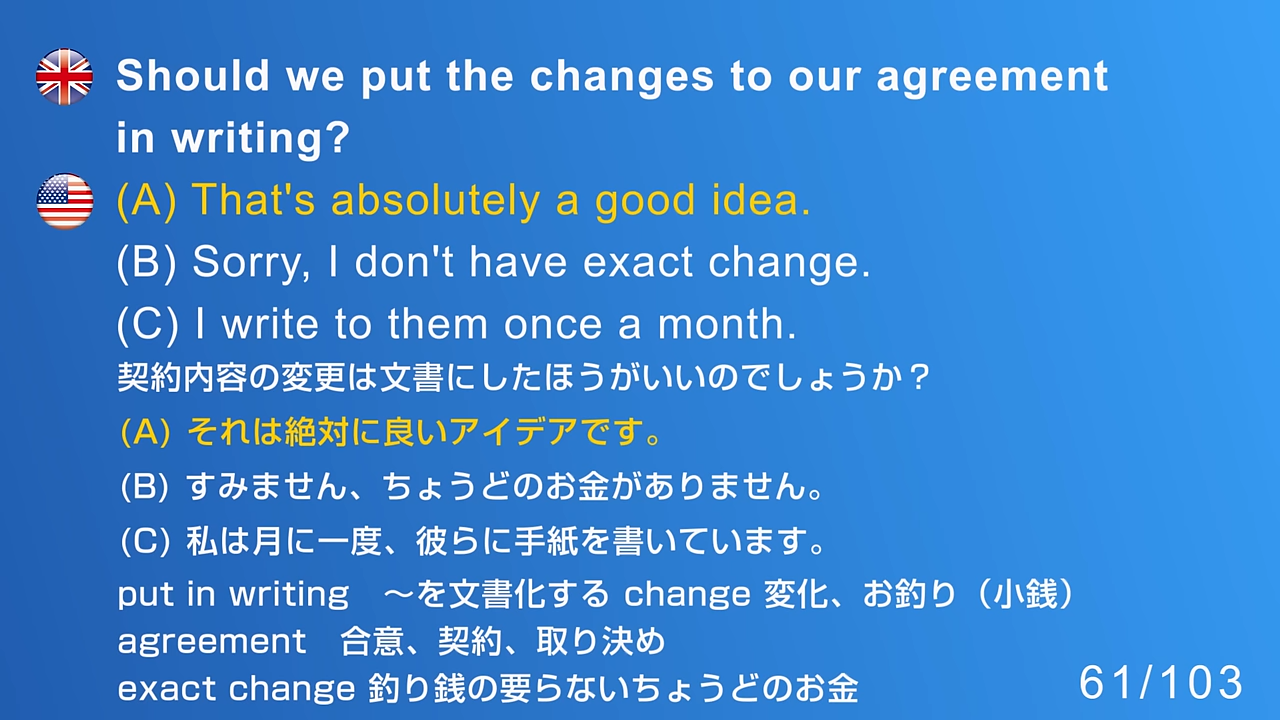 Should we put the changes to our agreement
in writing?
(A) That's absolutely a good idea.
(B) Sorry, I don't have exact change.
(C) I write to them once a month.
契約内容の変更は文書にしたほうがいいのでしょうか？
(A) それは絶対に良いアイデアです。
(B) すみません、ちょうどのお金がありません。
(C) 私は月に一度、彼らに手紙を書いています。
put in writing　～を文書化する change 変化、お釣り（小銭）
agreement　合意、契約、取り決め
exact change 釣り銭の要らないちょうどのお金
61/103